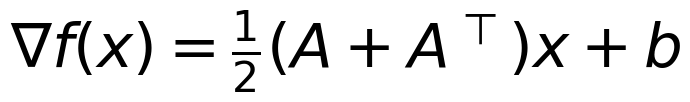 ∇f(x) = ½(A + A⊤)x + b